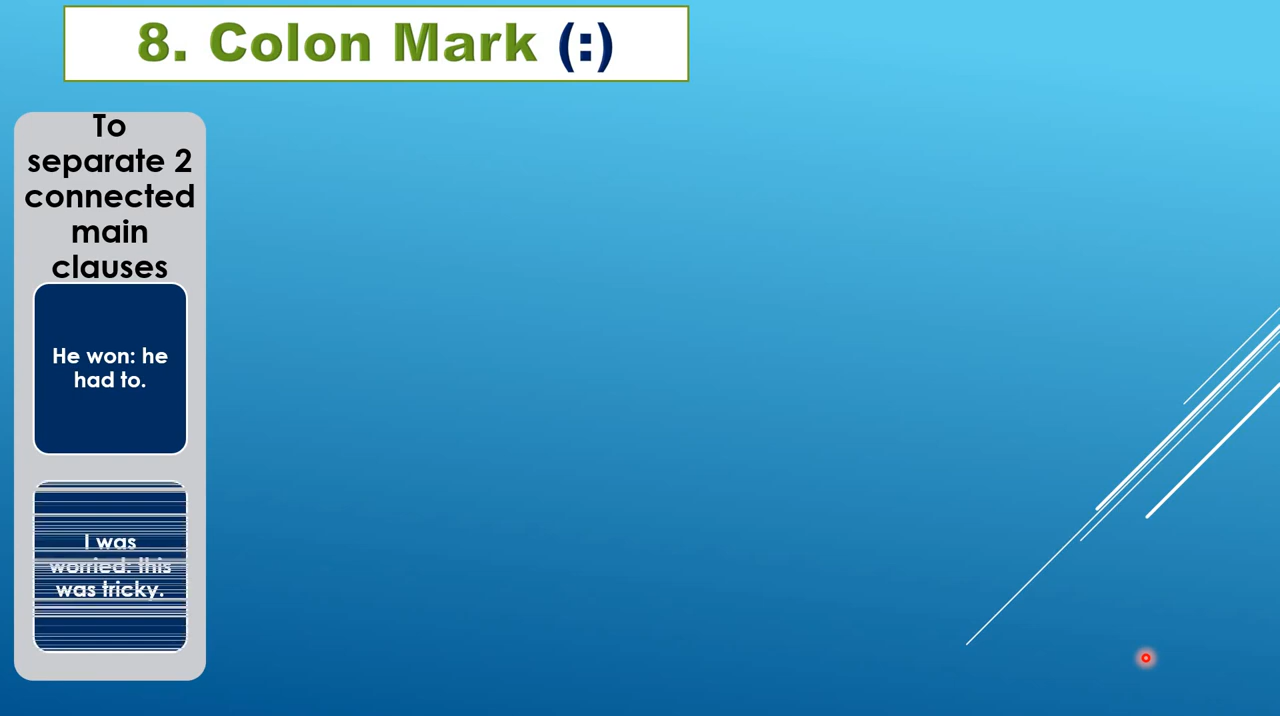 8. Colon Mark (:)
To
separate 2
connected
main
clauses
He won: he
had to.
I was
worried: this
was tricky.